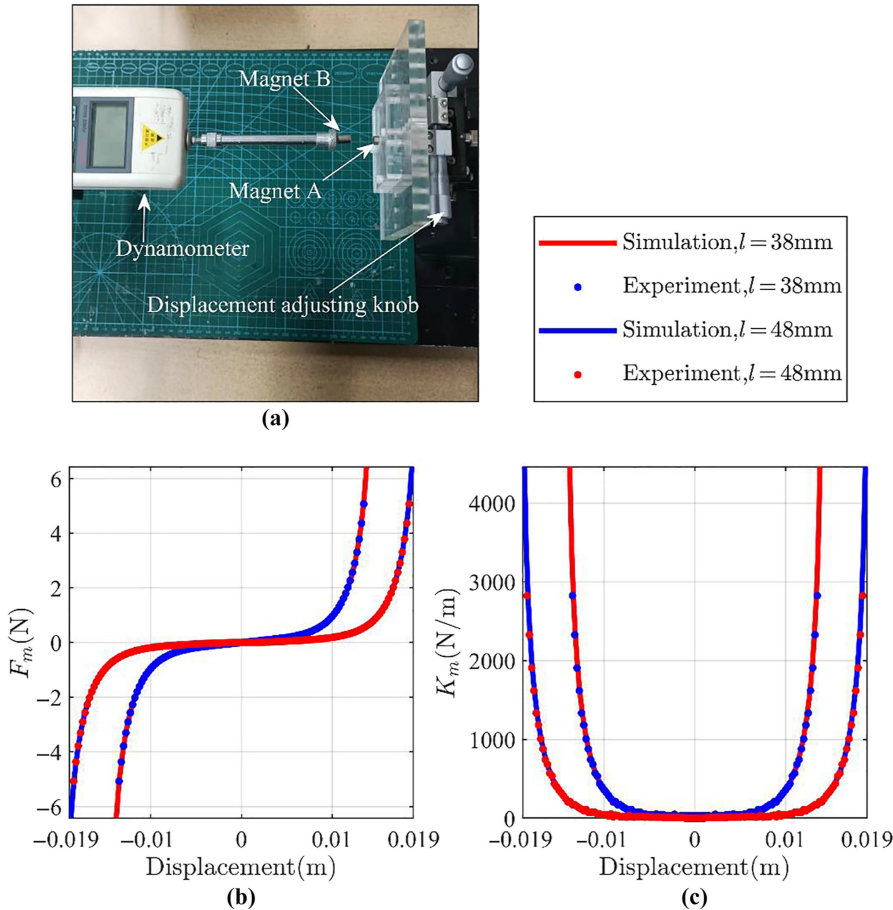 Magnet B
Magnet A
Dynamometer
Displacement adjusting knob
(a)
Simulation, l = 38mm
Experiment, l = 38mm
Simulation, l = 48mm
Experiment, l = 48mm
6
4
2
0
−2
−4
−6
F_m(N)
−0.019
−0.01
0
0.01
0.019
Displacement(m)
(b)
4000
3000
2000
1000
0
K_m(N/m)
−0.019
−0.01
0
0.01
0.019
Displacement(m)
(c)